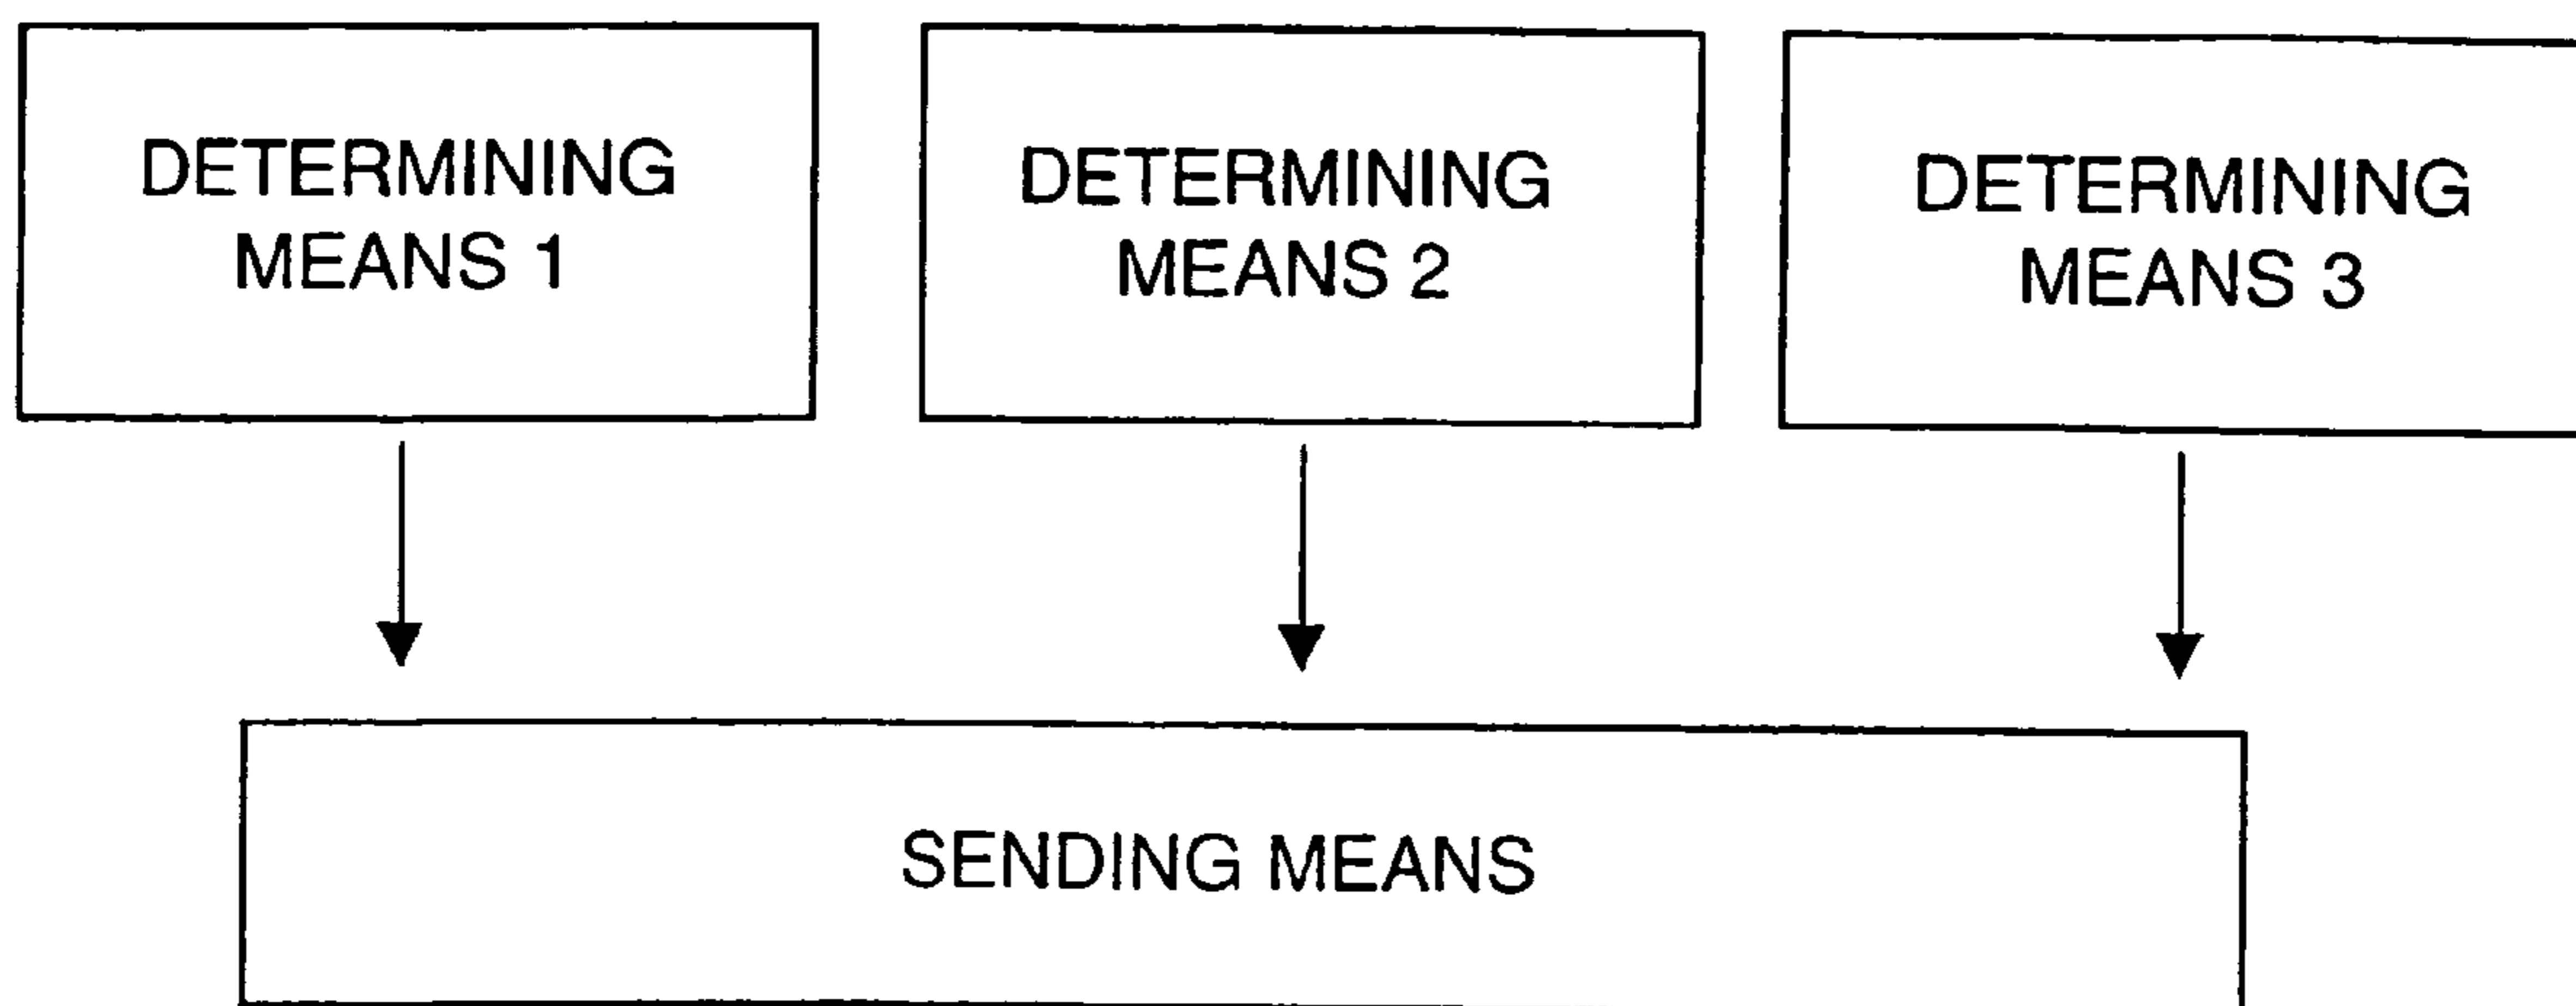 DETERMINING
MEANS 1
DETERMINING
MEANS 2
DETERMINING
MEANS 3
SENDING MEANS